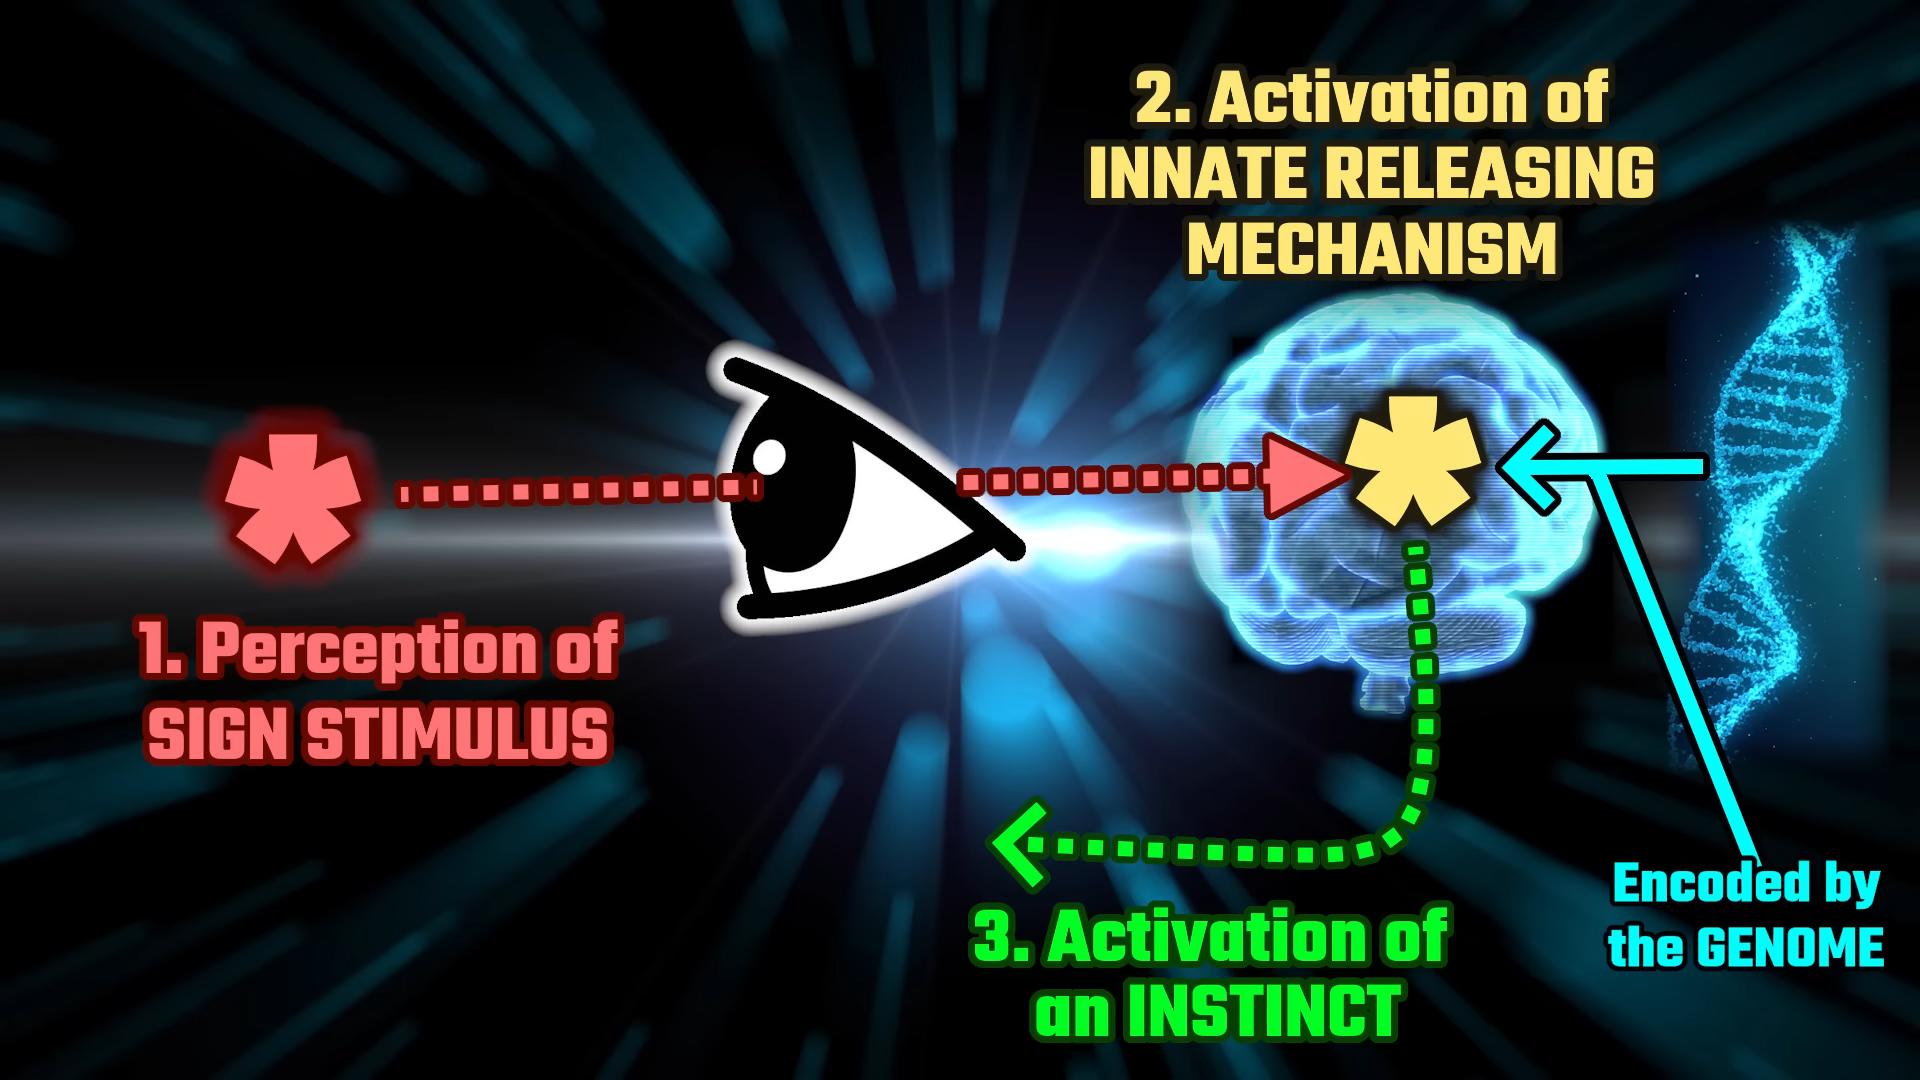 2. Activation of
INNATE RELEASING
MECHANISM
1. Perception of
SIGN STIMULUS
3. Activation of
an INSTINCT
Encoded by
the GENOME